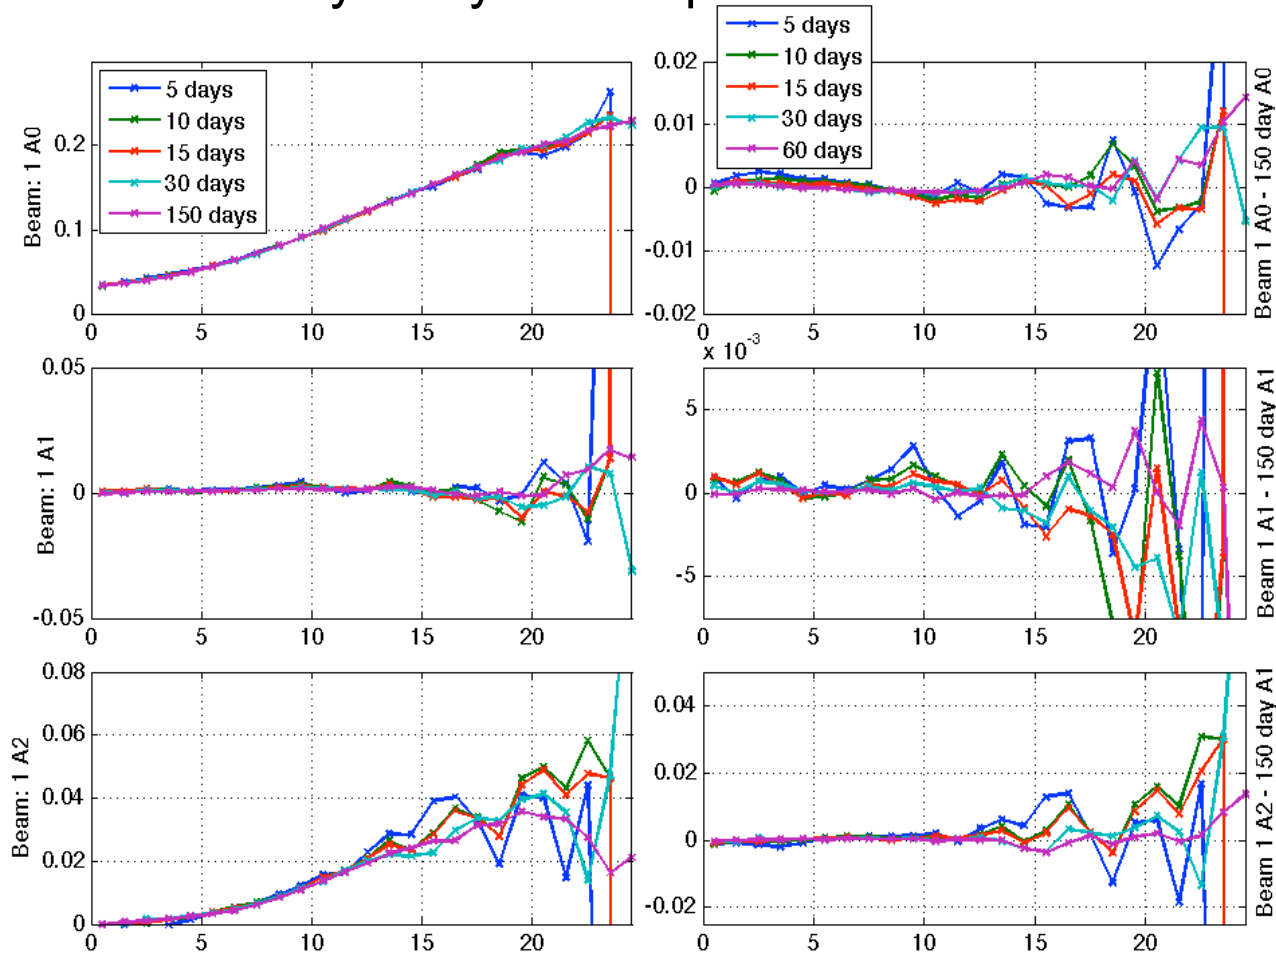 5 days
10 days
15 days
30 days
150 days
Beam: 1 A0
0.2
0.1
0
0 5 10 15 20
5 days
10 days
15 days
30 days
60 days
0.02
0.01
0
-0.01
-0.02
0 5 10 15 20
Beam 1 A0 - 150 day A0
Beam: 1 A1
0.05
0
-0.05
0 5 10 15 20
x 10-3
5
0
-5
0 5 10 15 20
Beam 1 A1 - 150 day A1
Beam: 1 A2
0.08
0.06
0.04
0.02
0
0 5 10 15 20
0.04
0.02
0
-0.02
0 5 10 15 20
Beam 1 A2 - 150 day A1